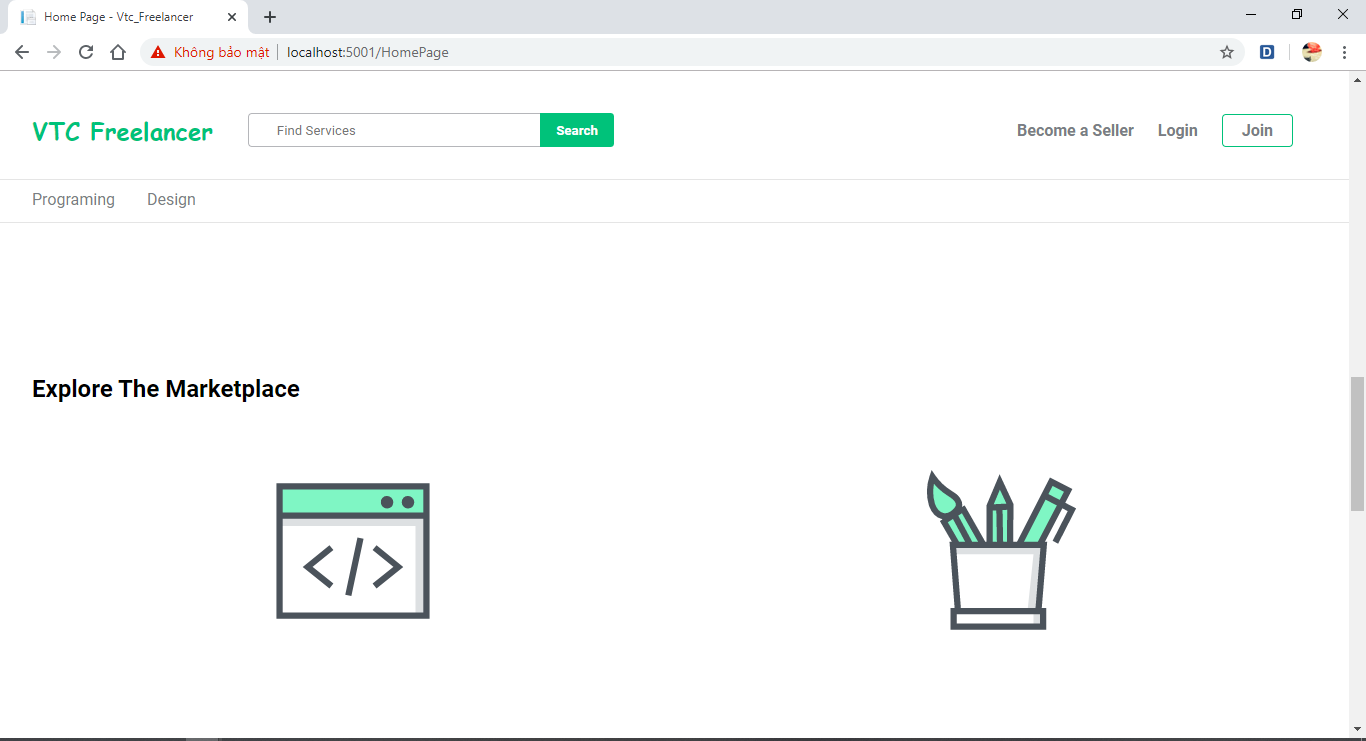 Home Page - Vtc_Freelancer
Không bảo mật localhost:5001/HomePage
D
VTC Freelancer Find Services Search Become a Seller Login Join
Programing Design
Explore The Marketplace
</>